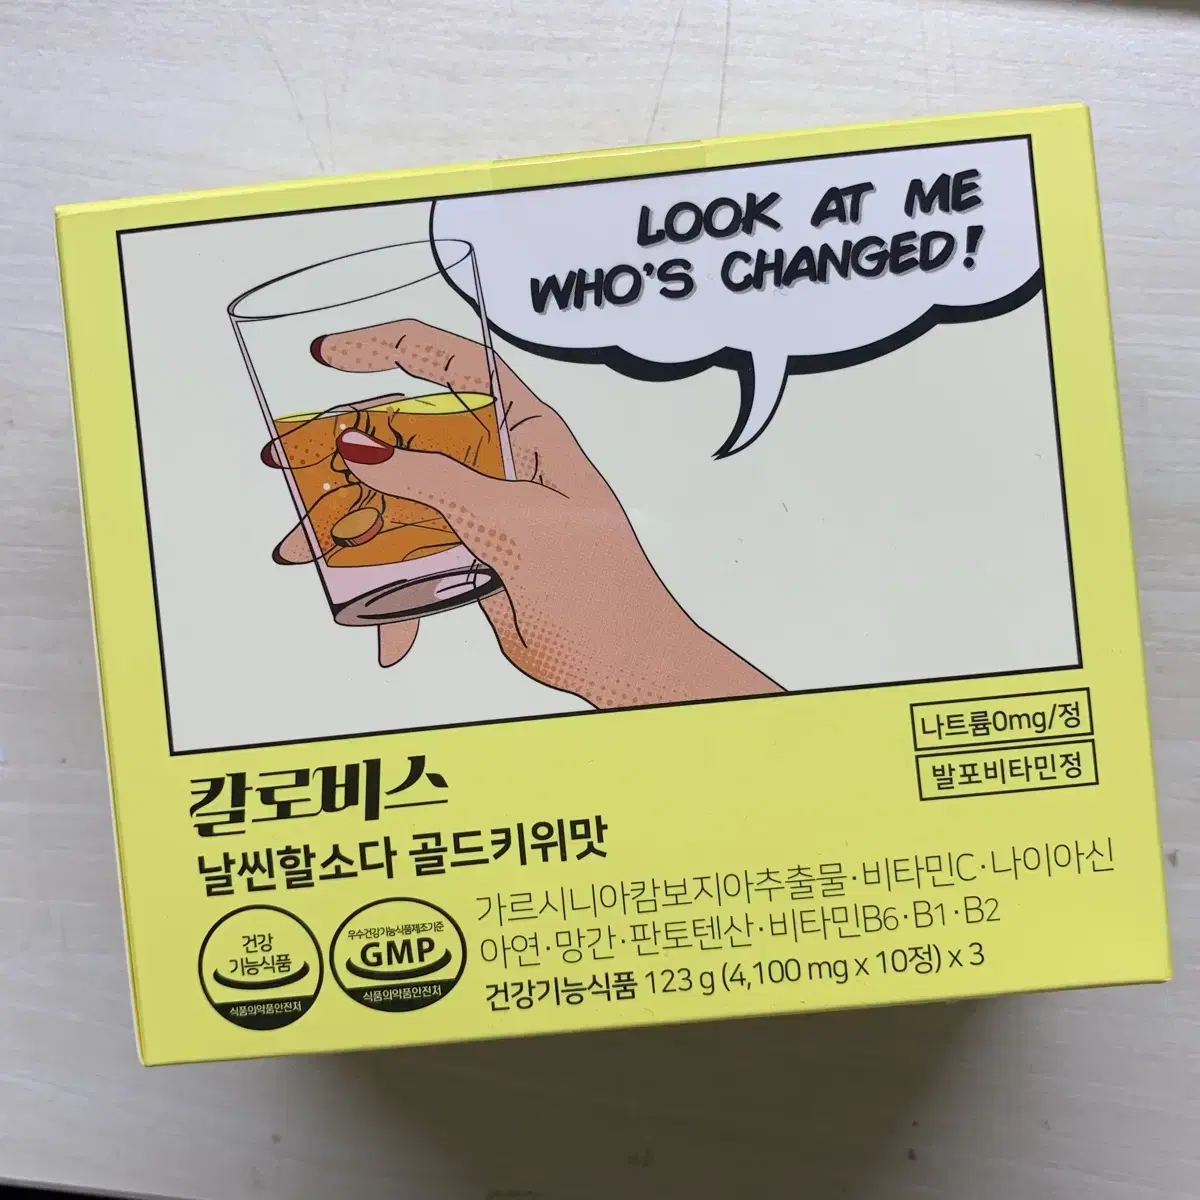 LOOK AT ME
WHO'S CHANGED!
나트륨0mg/정
발포비타민정
칼로비스
날씬할소다 골드키위맛
건강
기능식품
식품의약품안전처
우수건강기능식품제조기준
GMP
식품의약품안전처
가르시니아캄보지아추출물·비타민C·나이아신
아연·망간·판토텐산·비타민B6·B1·B2
건강기능식품 123 g (4,100 mg x 10정) x 3